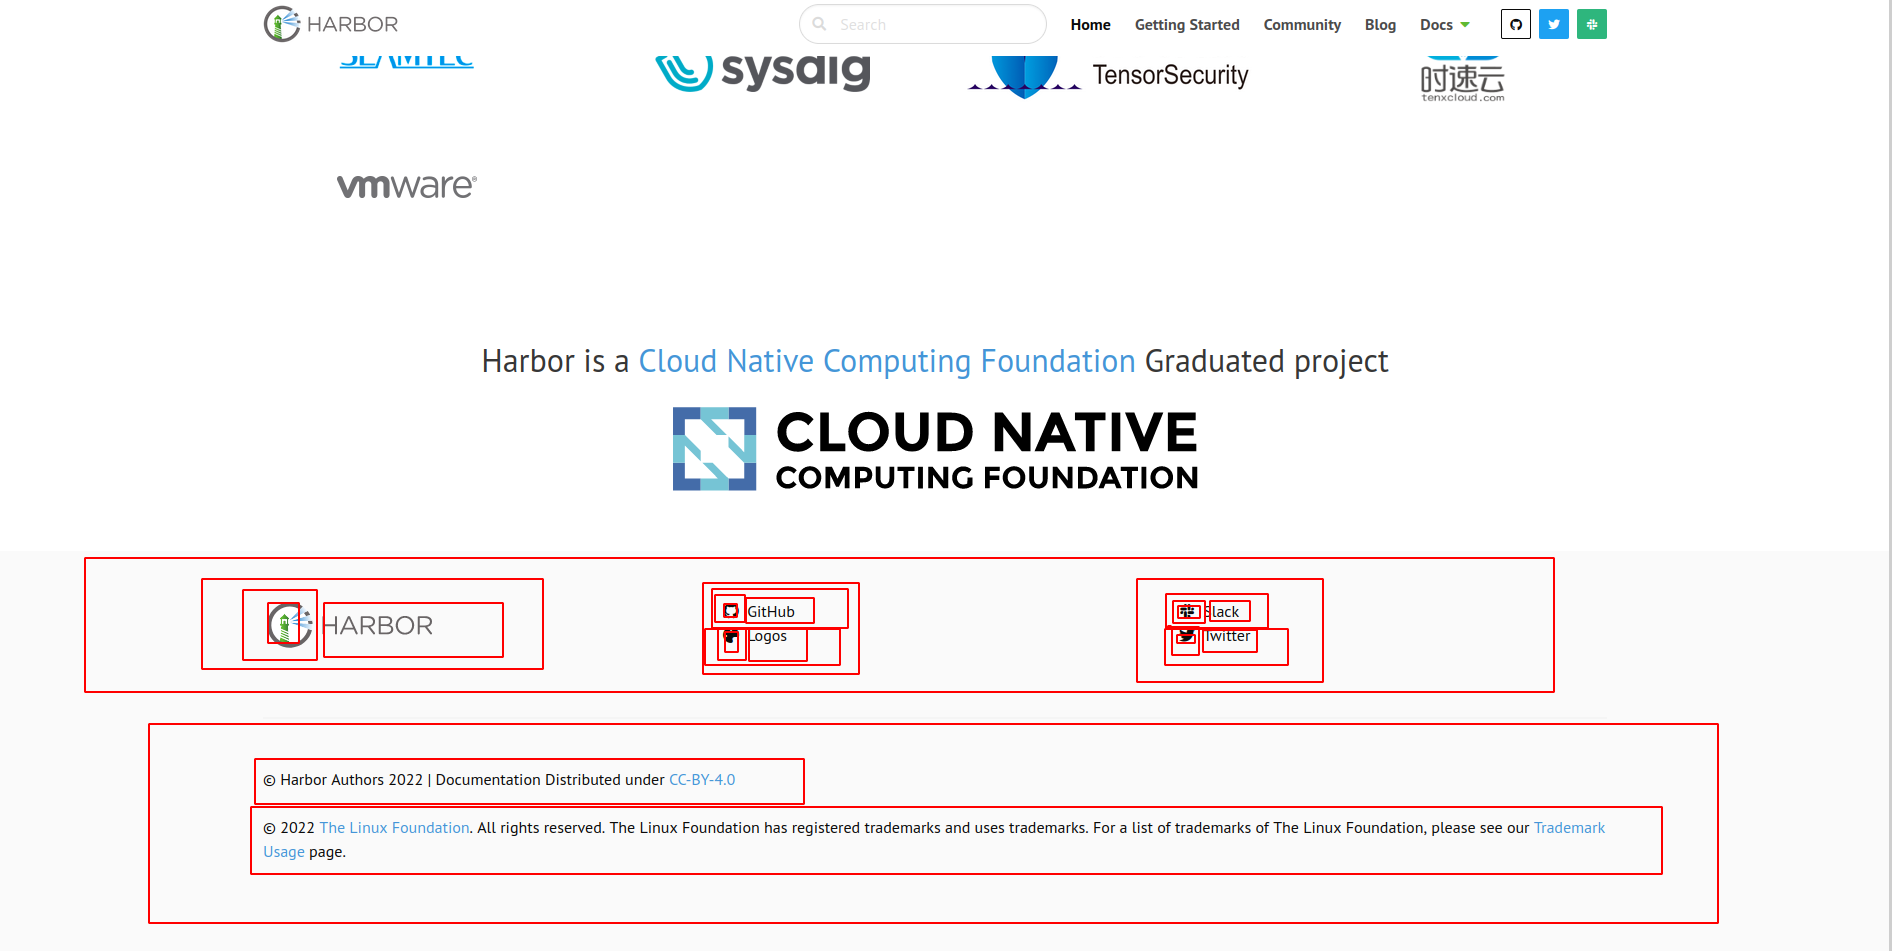 HARBOR
Search
Home Getting Started Community Blog Docs
sysdig
TensorSecurity
时速云
tenxcloud.com
vmware®
Harbor is a Cloud Native Computing Foundation Graduated project
CLOUD NATIVE
COMPUTING FOUNDATION
HARBOR
GitHub
Logos
Slack
Twitter
© Harbor Authors 2022 | Documentation Distributed under CC-BY-4.0
© 2022 The Linux Foundation. All rights reserved. The Linux Foundation has registered trademarks and uses trademarks. For a list of trademarks of The Linux Foundation, please see our Trademark
Usage page.